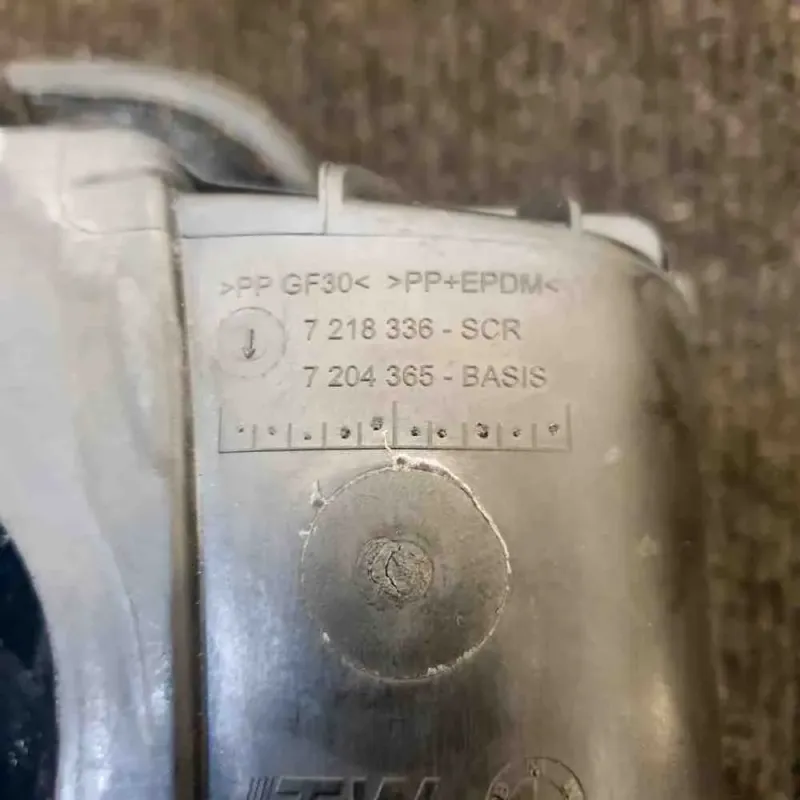 >PP GF30< >PP+EPDM<
7 218 336 - SCR
7 204 365 - BASIS